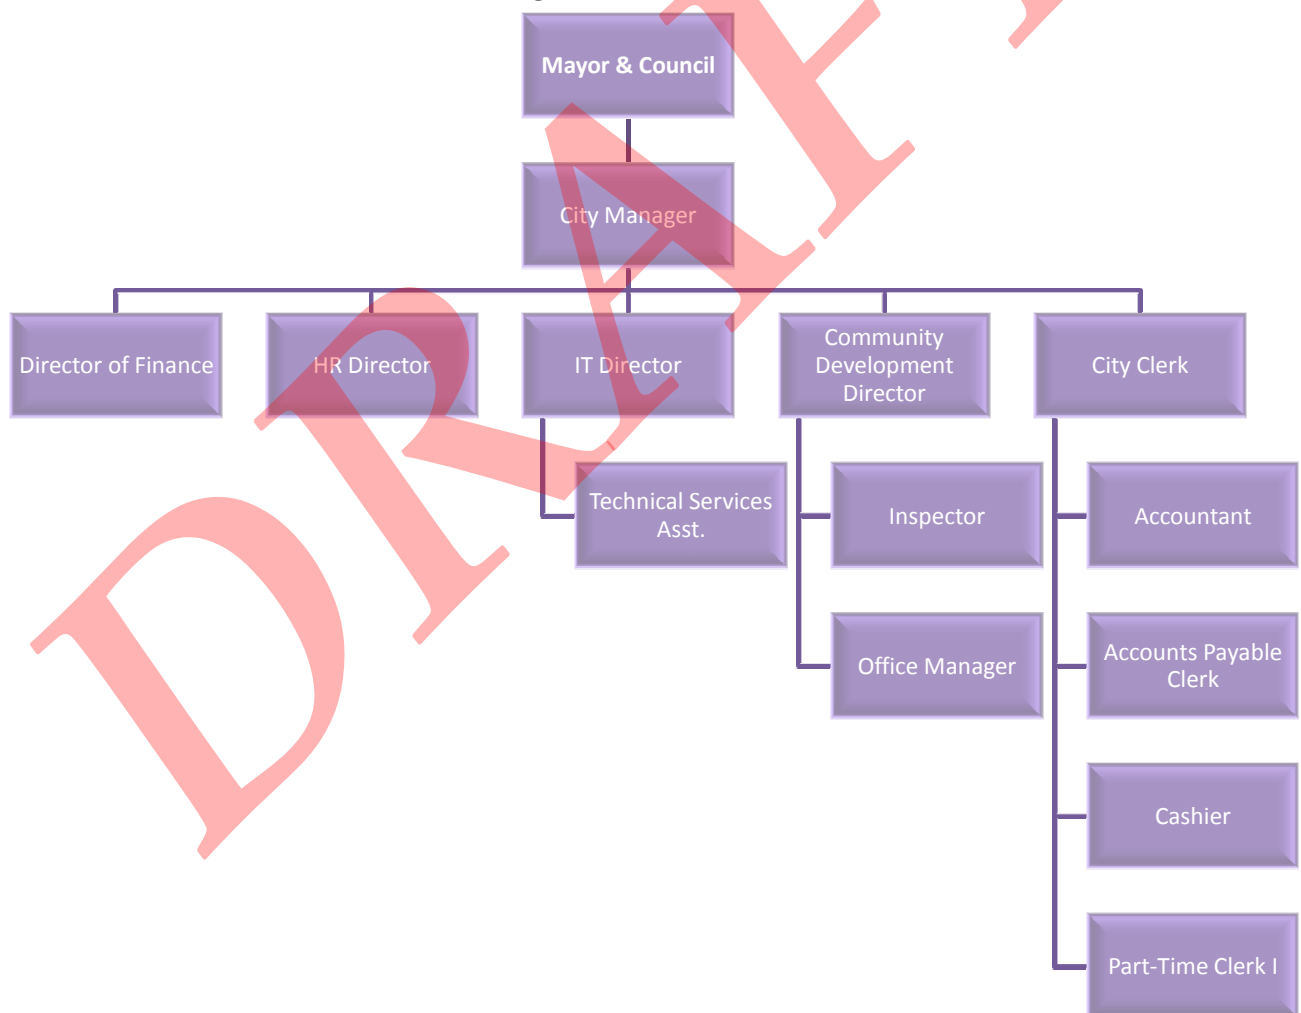 Mayor & Council
City Manager
Director of Finance
HR Director
IT Director
Community
Development
Director
City Clerk
Technical Services
Asst.
Inspector
Accountant
Office Manager
Accounts Payable
Clerk
Cashier
Part-Time Clerk I
DRAFT